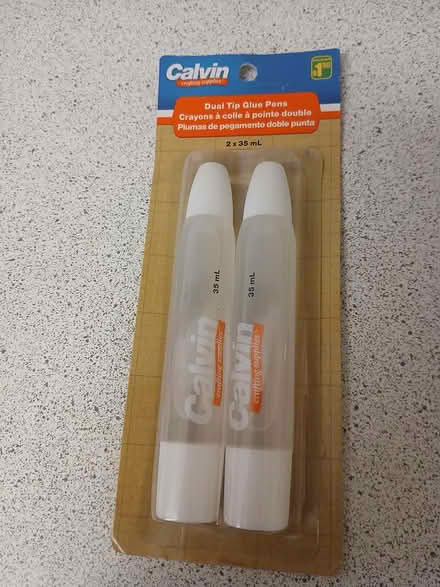 Calvin
crafting supplies
Dual Tip Glue Pens
Crayons à colle à pointe double
Plumas de pegamento doble punta
2 x 35 mL
35 mL
Calvin
crafting supplies
35 mL
Calvin
crafting supplies